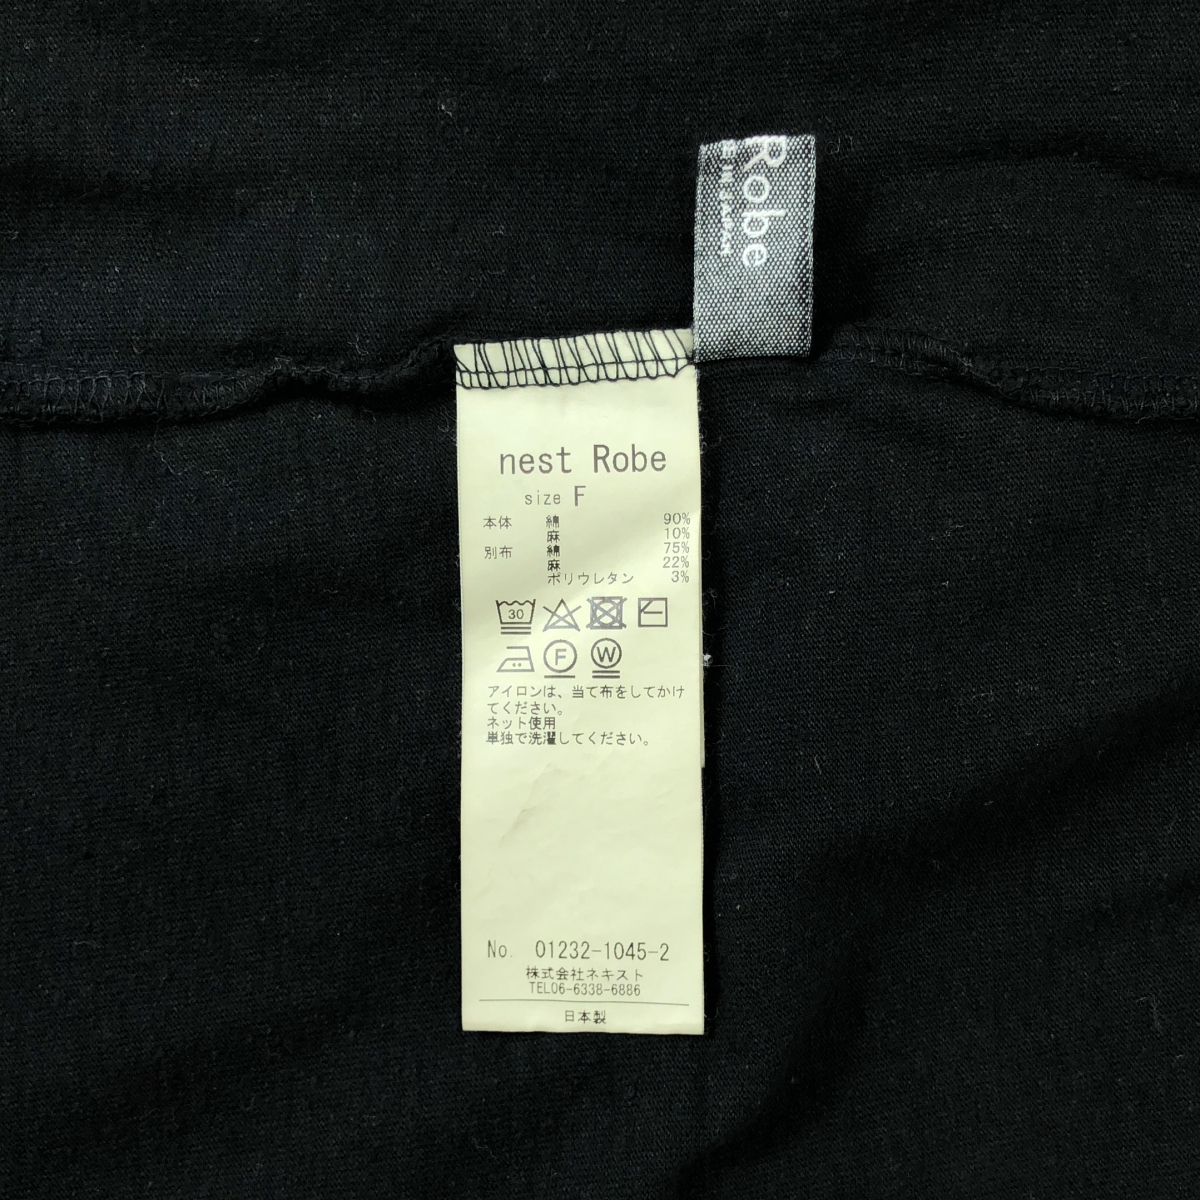 Robe
nest Robe
size F
本体 綿 90%
麻 10%
別布 綿 75%
麻 22%
ポリウレタン 3%
30
F W
アイロンは、当て布をしてかけ
てください。
ネット使用
単独で洗濯してください。
No. 01232-1045-2
株式会社ネキスト
TEL06-6338-6886
日本製